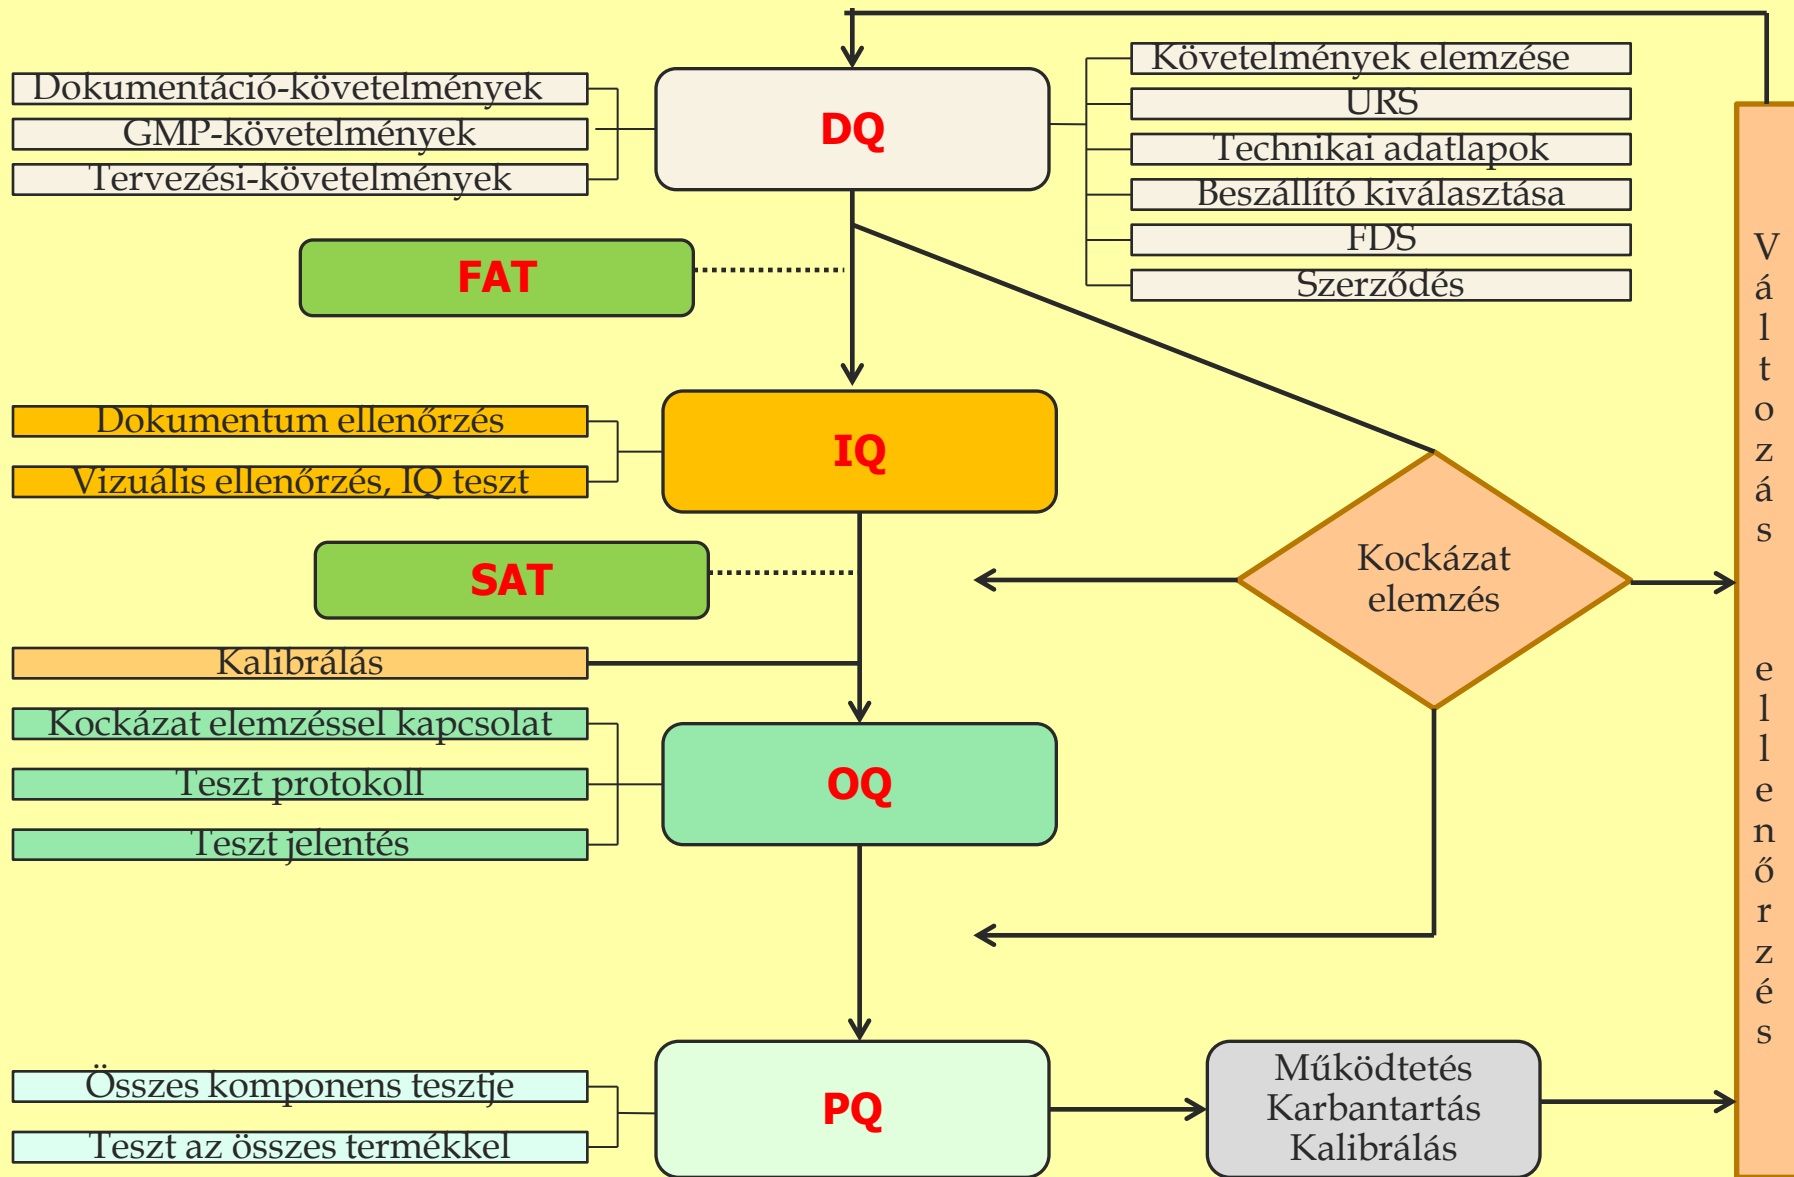 Dokumentáció-követelmények
GMP-követelmények
Tervezési-követelmények
DQ
Követelmények elemzése
URS
Technikai adatlapok
Beszállító kiválasztása
FDS
Szerződés
FAT
Dokumentum ellenőrzés
Vizuális ellenőrzés, IQ teszt
IQ
SAT
Kockázat
elemzés
Kalibrálás
Kockázat elemzéssel kapcsolat
Teszt protokoll
Teszt jelentés
OQ
Összes komponens tesztje
Teszt az összes termékkel
PQ
Működtetés
Karbantartás
Kalibrálás
Változás ellenőrzés